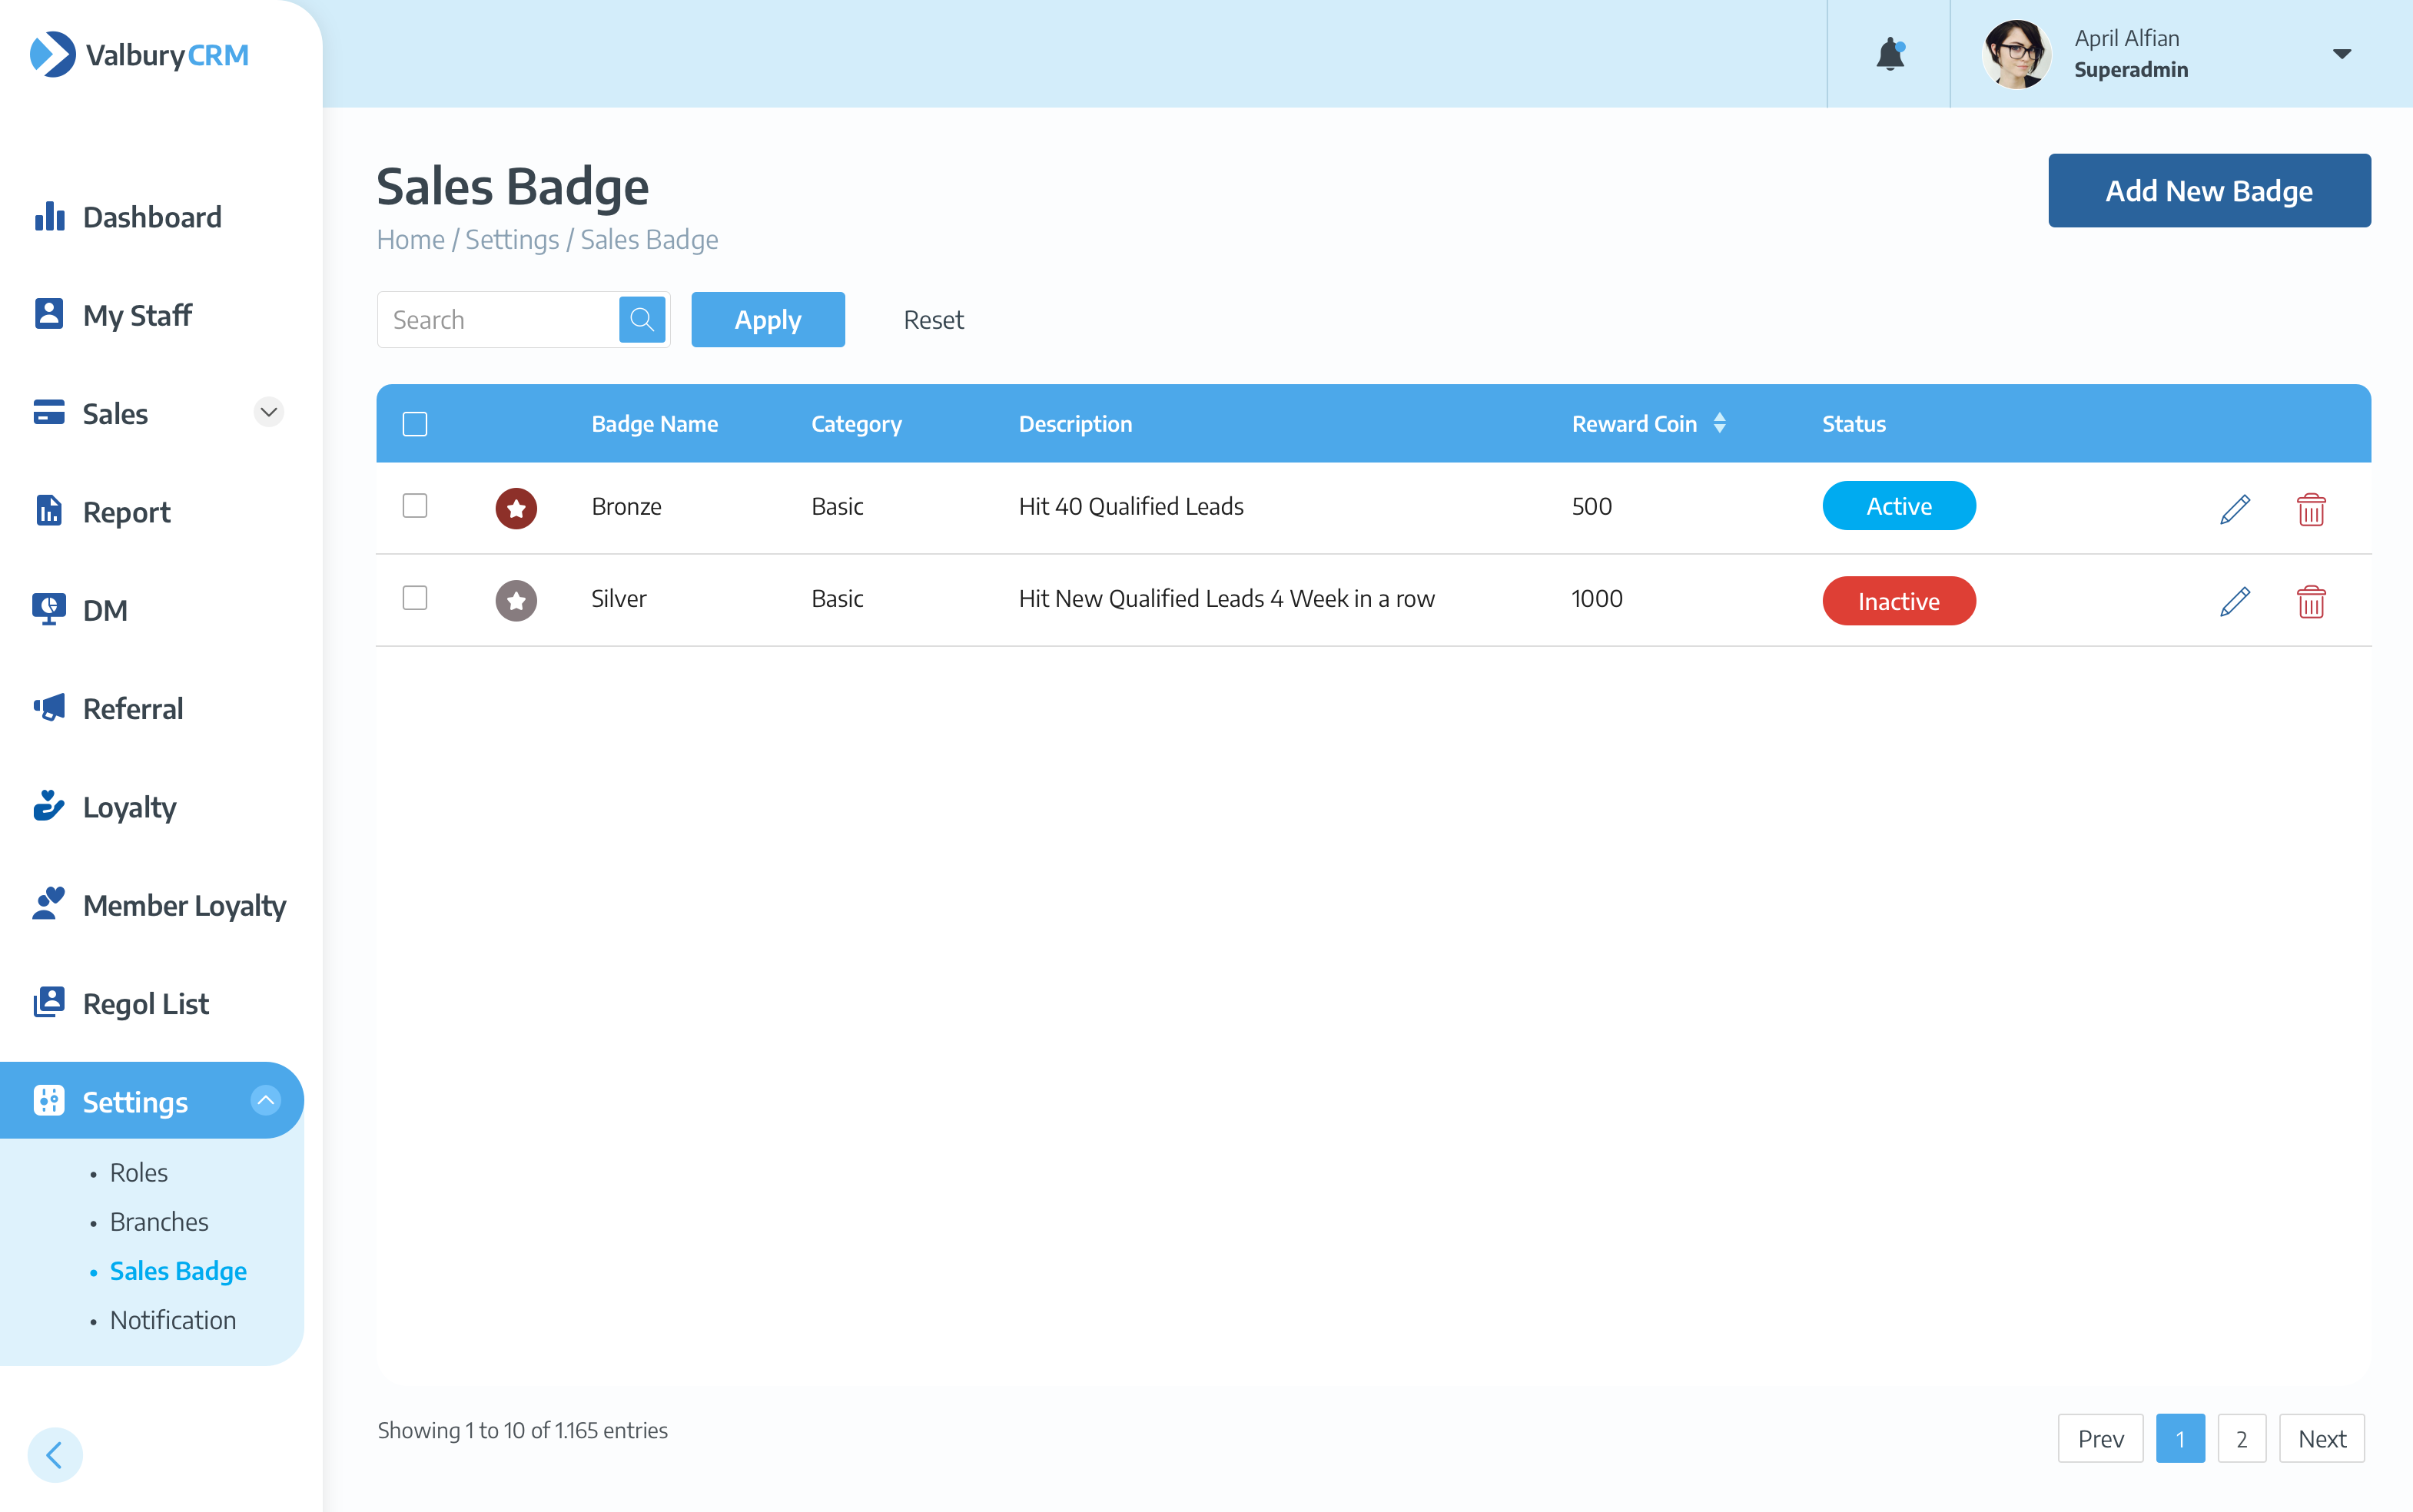 ValburyCRM
April Alfian
Superadmin
Dashboard
My Staff
Sales
Report
DM
Referral
Loyalty
Member Loyalty
Regol List
Settings
• Roles
• Branches
• Sales Badge
• Notification
Sales Badge
Home / Settings / Sales Badge
Add New Badge
Search
Apply
Reset
Badge Name Category Description Reward Coin Status
Bronze Basic Hit 40 Qualified Leads 500 Active
Silver Basic Hit New Qualified Leads 4 Week in a row 1000 Inactive
Showing 1 to 10 of 1.165 entries
Prev 1 2 Next